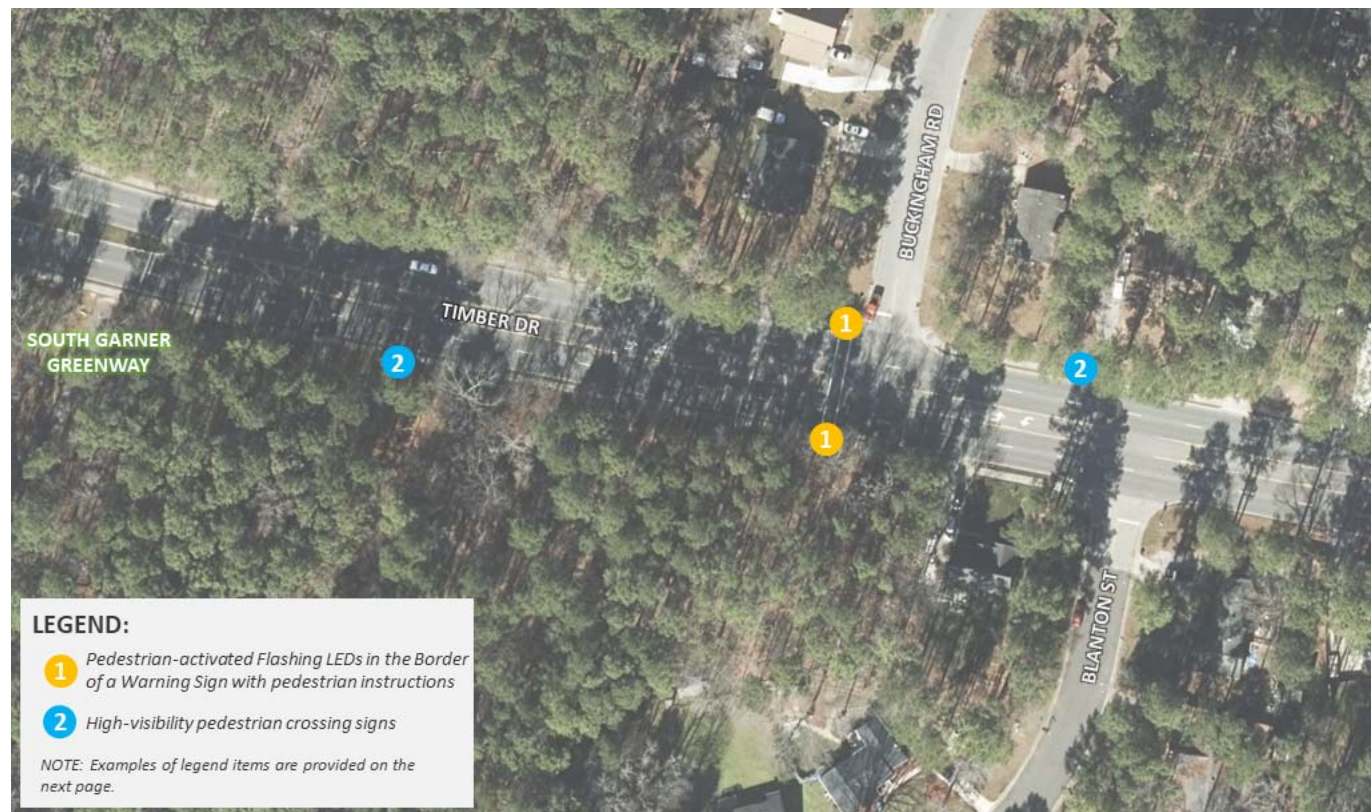 BUCKINGHAM RD
TIMBER DR
1
SOUTH GARNER
GREENWAY
2
2
1
BLANTON ST
LEGEND:
1 Pedestrian-activated Flashing LEDs in the Border
of a Warning Sign with pedestrian instructions
2 High-visibility pedestrian crossing signs
NOTE: Examples of legend items are provided on the
next page.